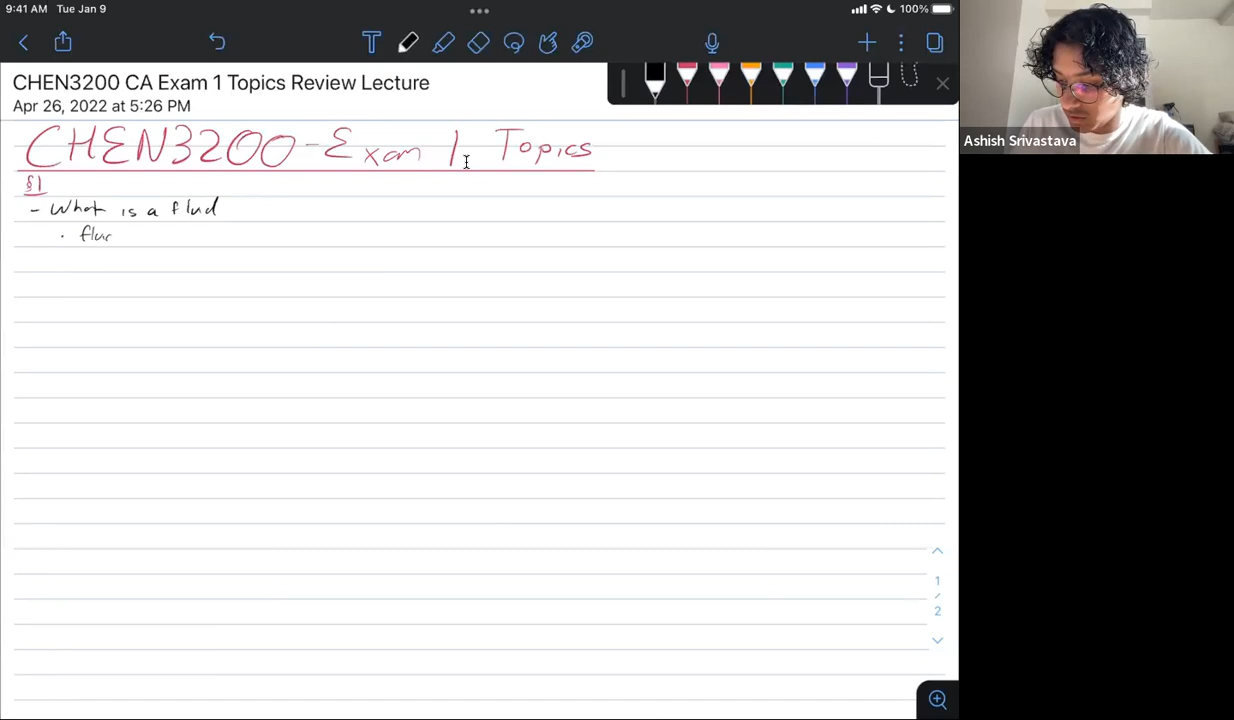 9:41 AM Tue Jan 9
100%
CHEN3200 CA Exam 1 Topics Review Lecture
Apr 26, 2022 at 5:26 PM
CHEN3200 - Exam 1 Topics
§1
- What is a flud
· flur
1
2
Ashish Srivastava